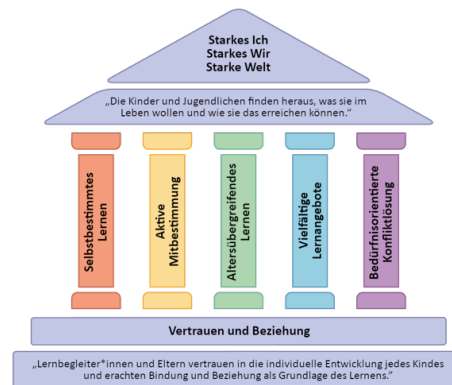 Starkes Ich
Starkes Wir
Starke Welt
„Die Kinder und Jugendlichen finden heraus, was sie im
Leben wollen und wie sie das erreichen können.“
Selbstbestimmtes
Lernen
Aktive
Mitbestimmung
Altersübergreifendes
Lernen
Vielfältige
Lernangebote
Bedürfnisorientierte
Konfliktlösung
Vertrauen und Beziehung
„Lernbegleiter*innen und Eltern vertrauen in die individuelle Entwicklung jedes Kindes
und erachten Bindung und Beziehung als Grundlage des Lernens.“